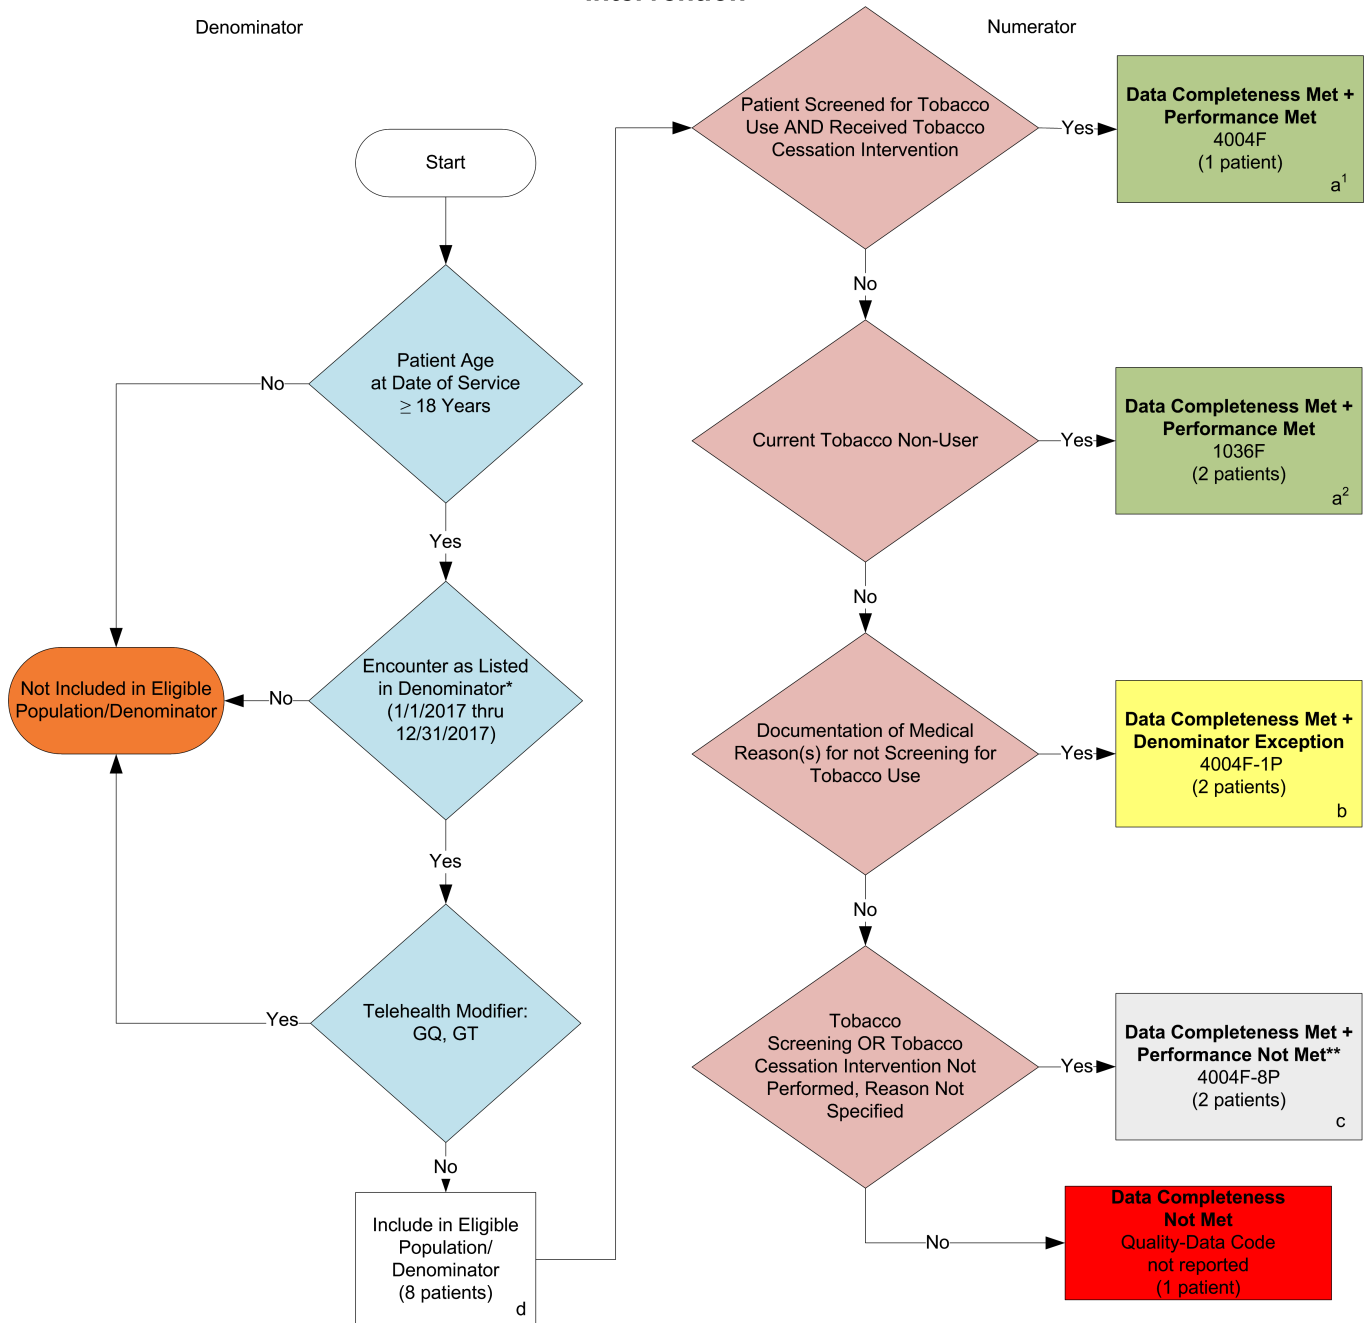 Intervention
Denominator
Numerator
Start
Patient Age
at Date of Service
≥ 18 Years
No
Yes
Encounter as Listed
in Denominator*
(1/1/2017 thru
12/31/2017)
No
Not Included in Eligible
Population/Denominator
Yes
Telehealth Modifier:
GQ, GT
Yes
No
Include in Eligible
Population/
Denominator
(8 patients)
d
Patient Screened for Tobacco
Use AND Received Tobacco
Cessation Intervention
Yes
Data Completeness Met +
Performance Met
4004F
(1 patient)
a¹
No
Current Tobacco Non-User
Yes
Data Completeness Met +
Performance Met
1036F
(2 patients)
a²
No
Documentation of Medical
Reason(s) for not Screening for
Tobacco Use
Yes
Data Completeness Met +
Denominator Exception
4004F-1P
(2 patients)
b
No
Tobacco
Screening OR Tobacco
Cessation Intervention Not
Performed, Reason Not
Specified
Yes
Data Completeness Met +
Performance Not Met**
4004F-8P
(2 patients)
c
No
Data Completeness
Not Met
Quality-Data Code
not reported
(1 patient)